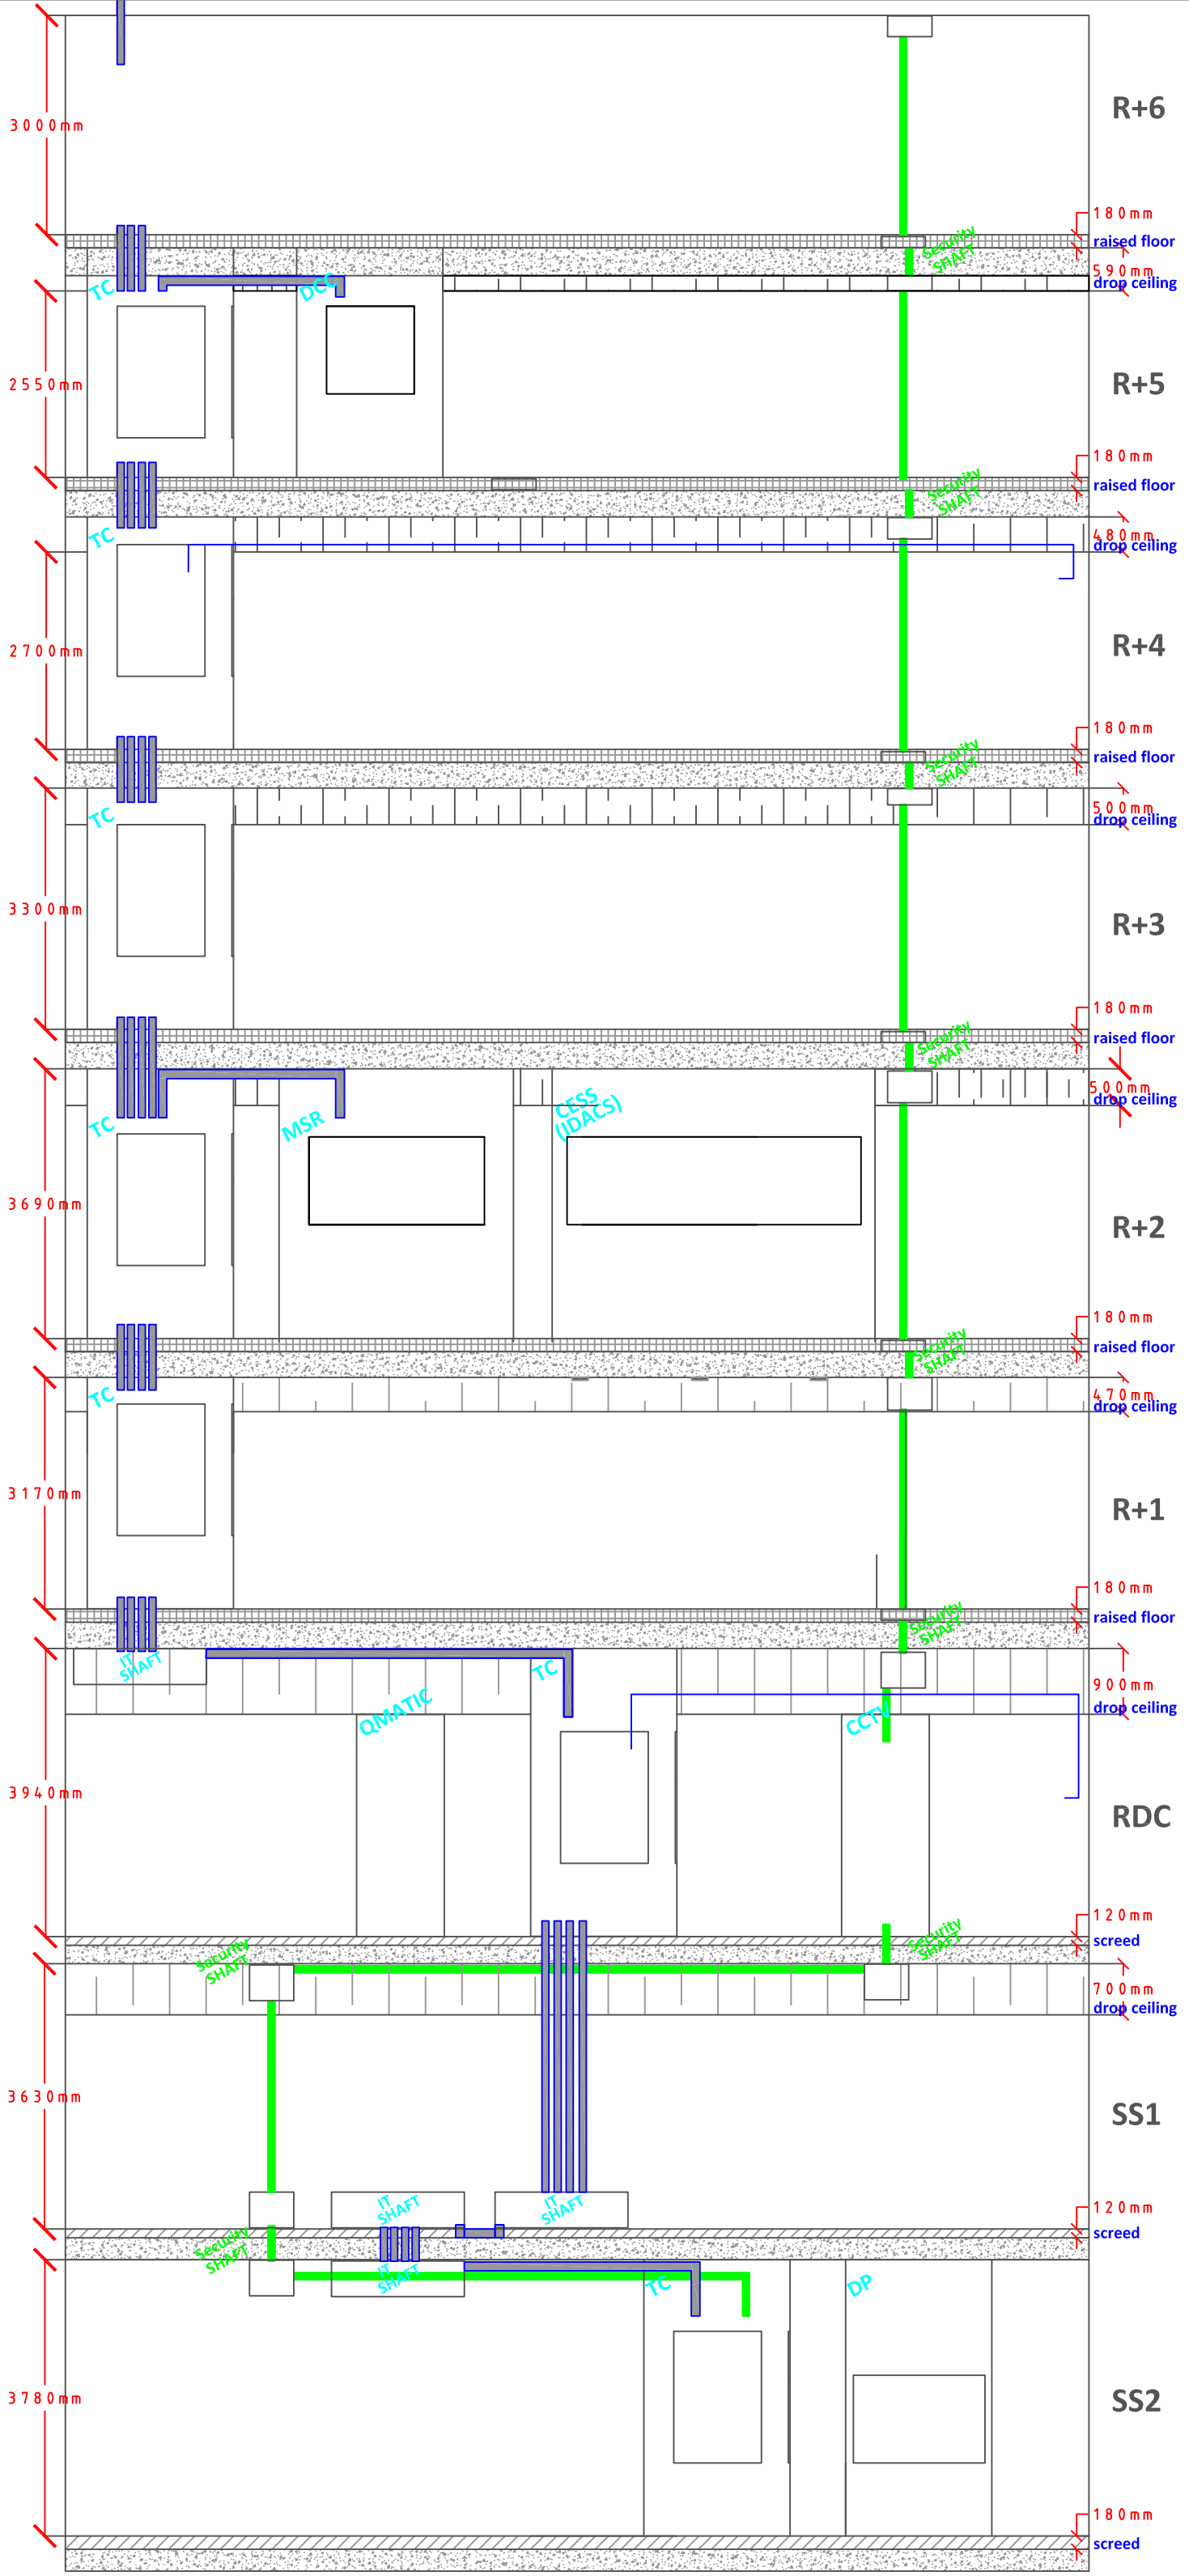 R+6
3000mm
180mm
raised floor
Security
SHAFT
590mm
drop ceiling
TC
DCC
2550mm
R+5
180mm
raised floor
Security
SHAFT
480mm
drop ceiling
TC
2700mm
R+4
180mm
raised floor
Security
SHAFT
500mm
drop ceiling
TC
3300mm
R+3
180mm
raised floor
Security
SHAFT
500mm
drop ceiling
TC
MSR
CESS
(IDACS)
3690mm
R+2
180mm
raised floor
Security
SHAFT
470mm
drop ceiling
TC
3170mm
R+1
180mm
raised floor
Security
SHAFT
IT
SHAFT
TC
900mm
drop ceiling
QMATIC
CCTV
3940mm
RDC
120mm
screed
Security
SHAFT
Security
SHAFT
700mm
drop ceiling
3630mm
SS1
IT
SHAFT
IT
SHAFT
120mm
screed
Security
SHAFT
IT
SHAFT
TC
DP
3780mm
SS2
180mm
screed